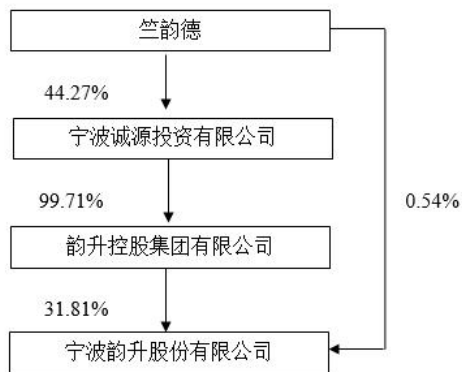 竺韵德
44.27%
宁波诚源投资有限公司
99.71%
0.54%
韵升控股集团有限公司
31.81%
宁波韵升股份有限公司